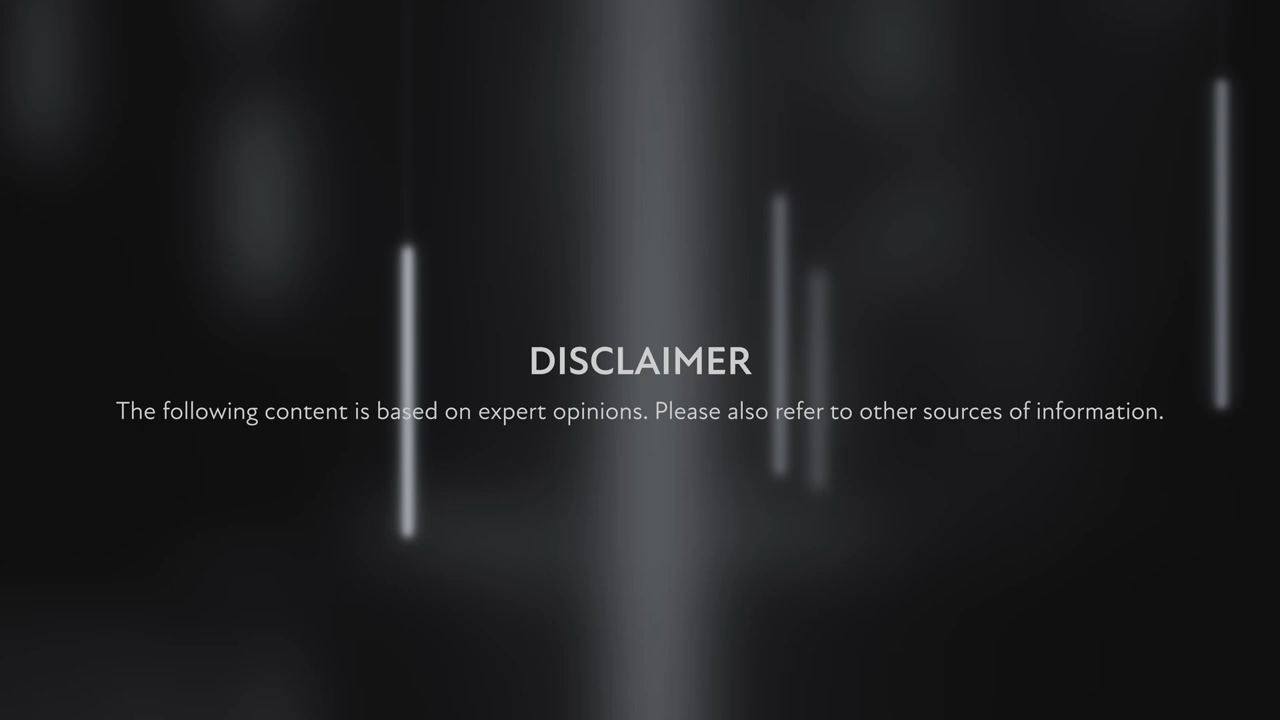 DISCLAIMER
The following content is based on expert opinions. Please also refer to other sources of information.